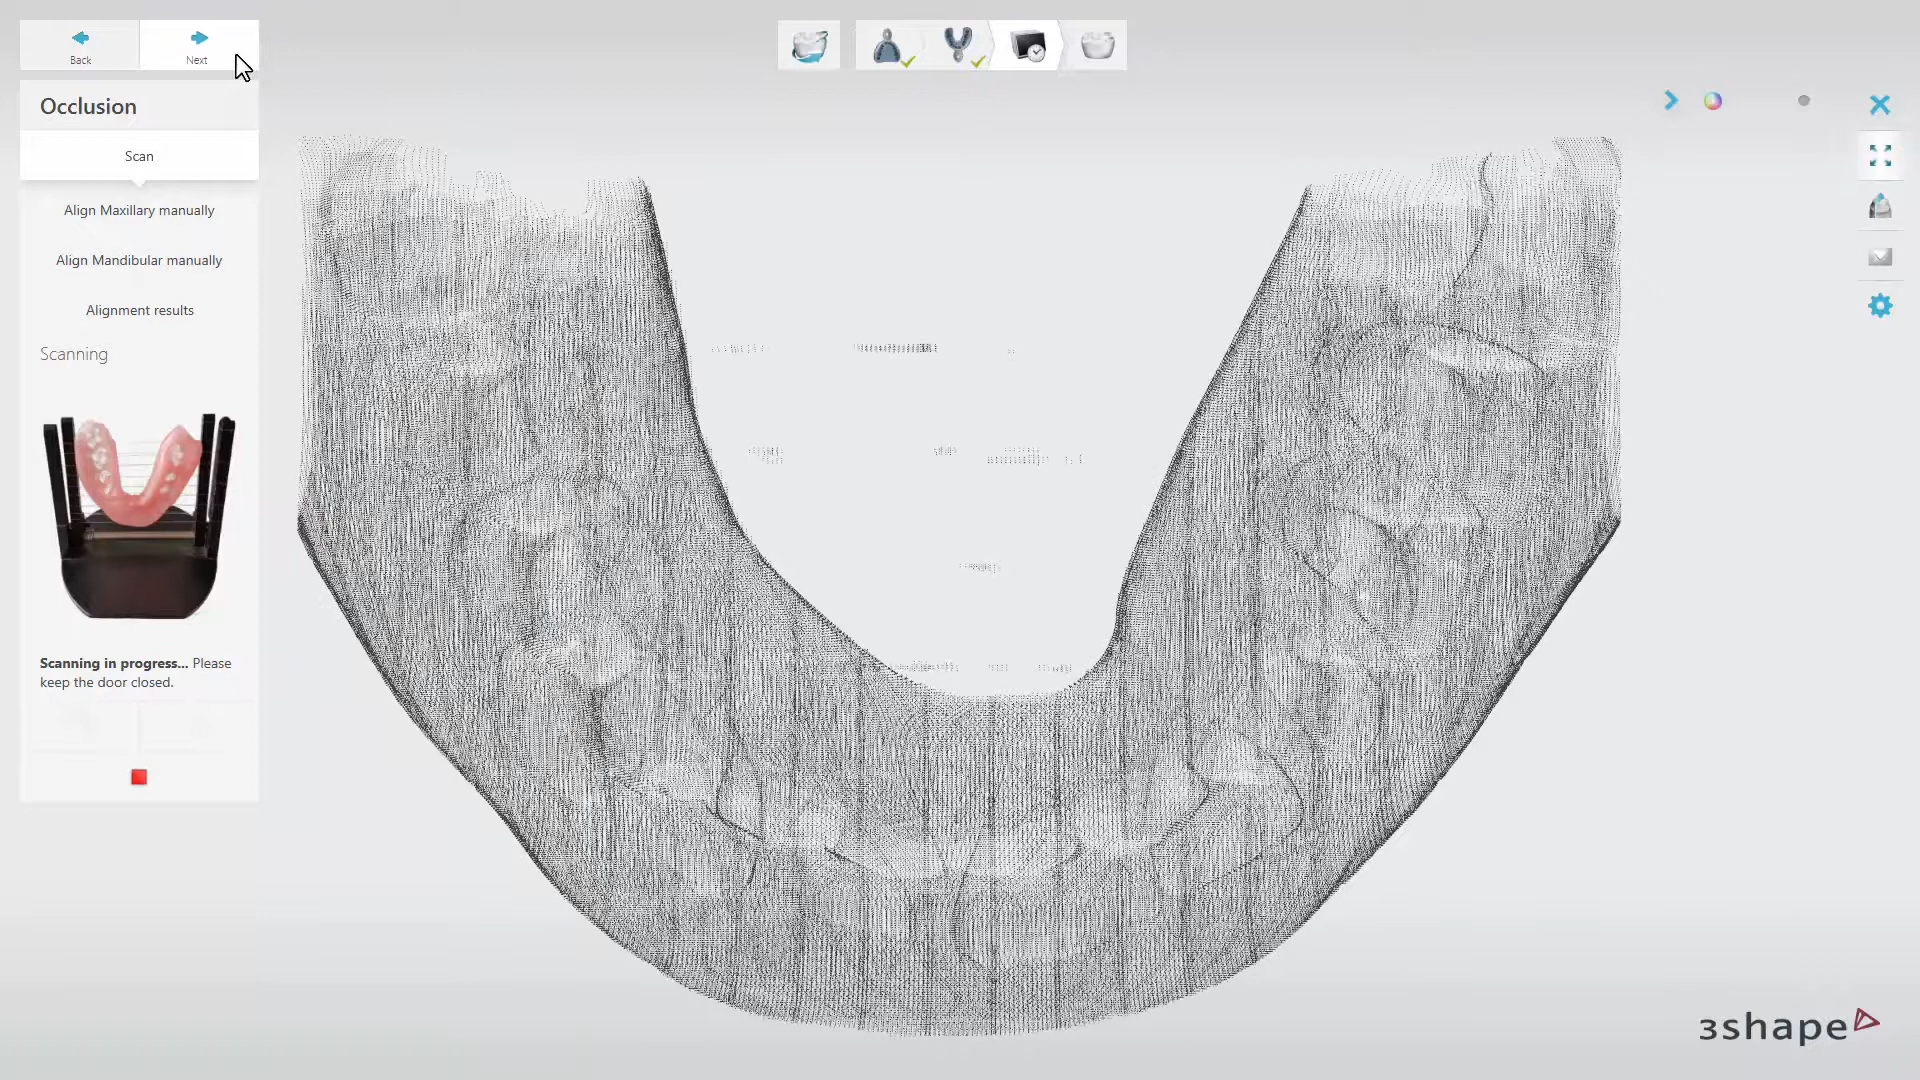 Back
Next
Occlusion
Scan
Align Maxillary manually
Align Mandibular manually
Alignment results
Scanning
Scanning in progress... Please
keep the door closed.
3shape